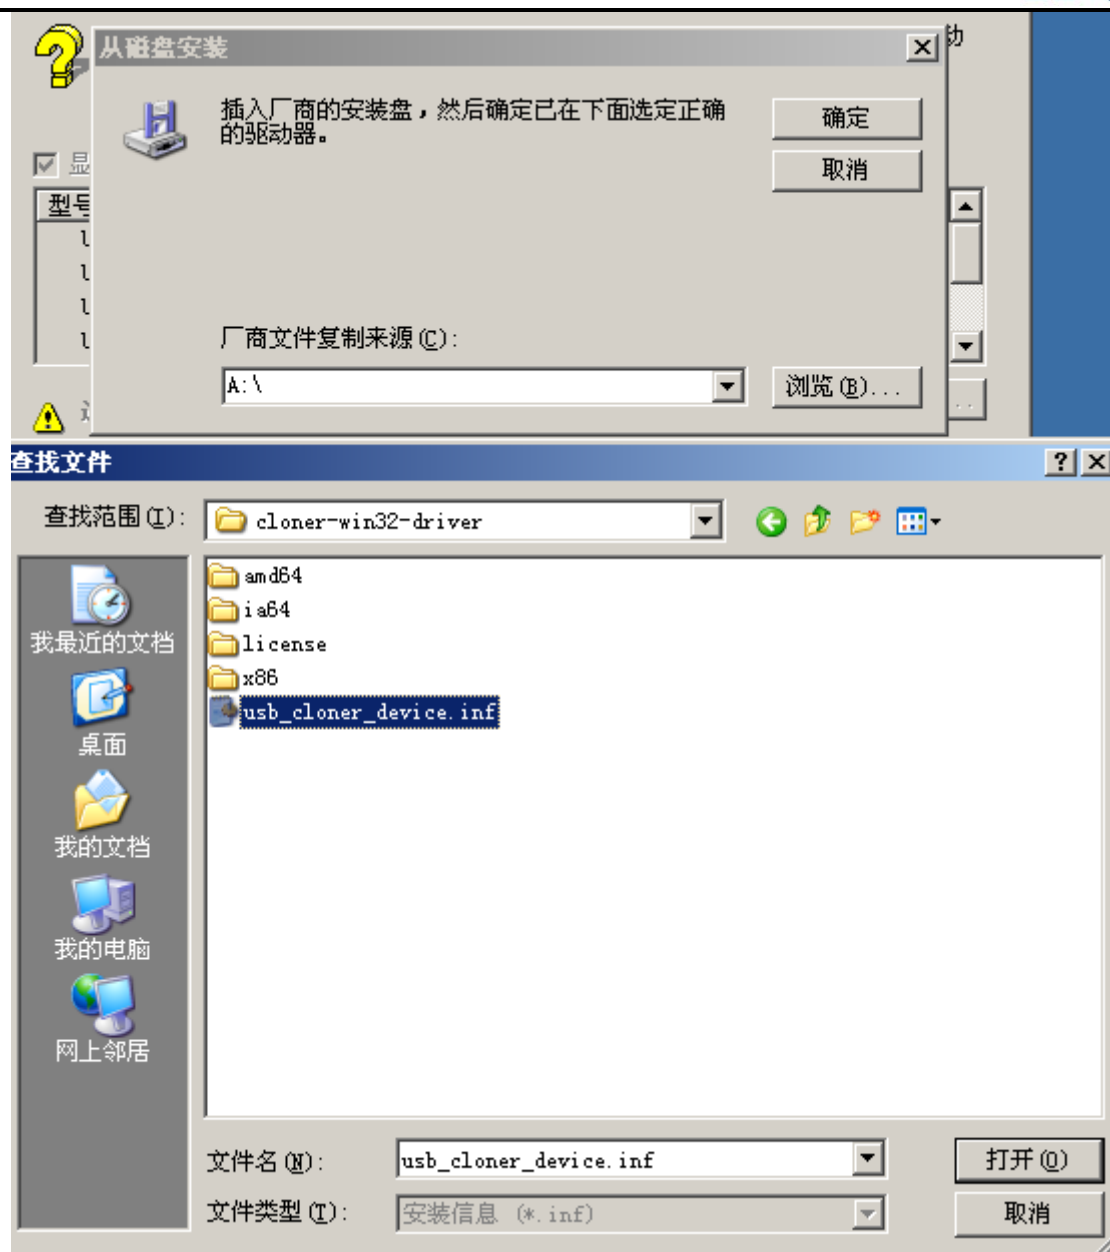 从磁盘安装
动
插入厂商的安装盘，然后确定已在下面选定正确
的驱动器。
确定
取消
显
型号
厂商文件复制来源(C):
A:\
浏览(B)...
查找文件
查找范围(I):
cloner-win32-driver
amd64
ia64
license
x86
usb_cloner_device.inf
我最近的文档
桌面
我的文档
我的电脑
网上邻居
文件名(N):
usb_cloner_device.inf
打开(O)
文件类型(T):
安装信息 (*.inf)
取消